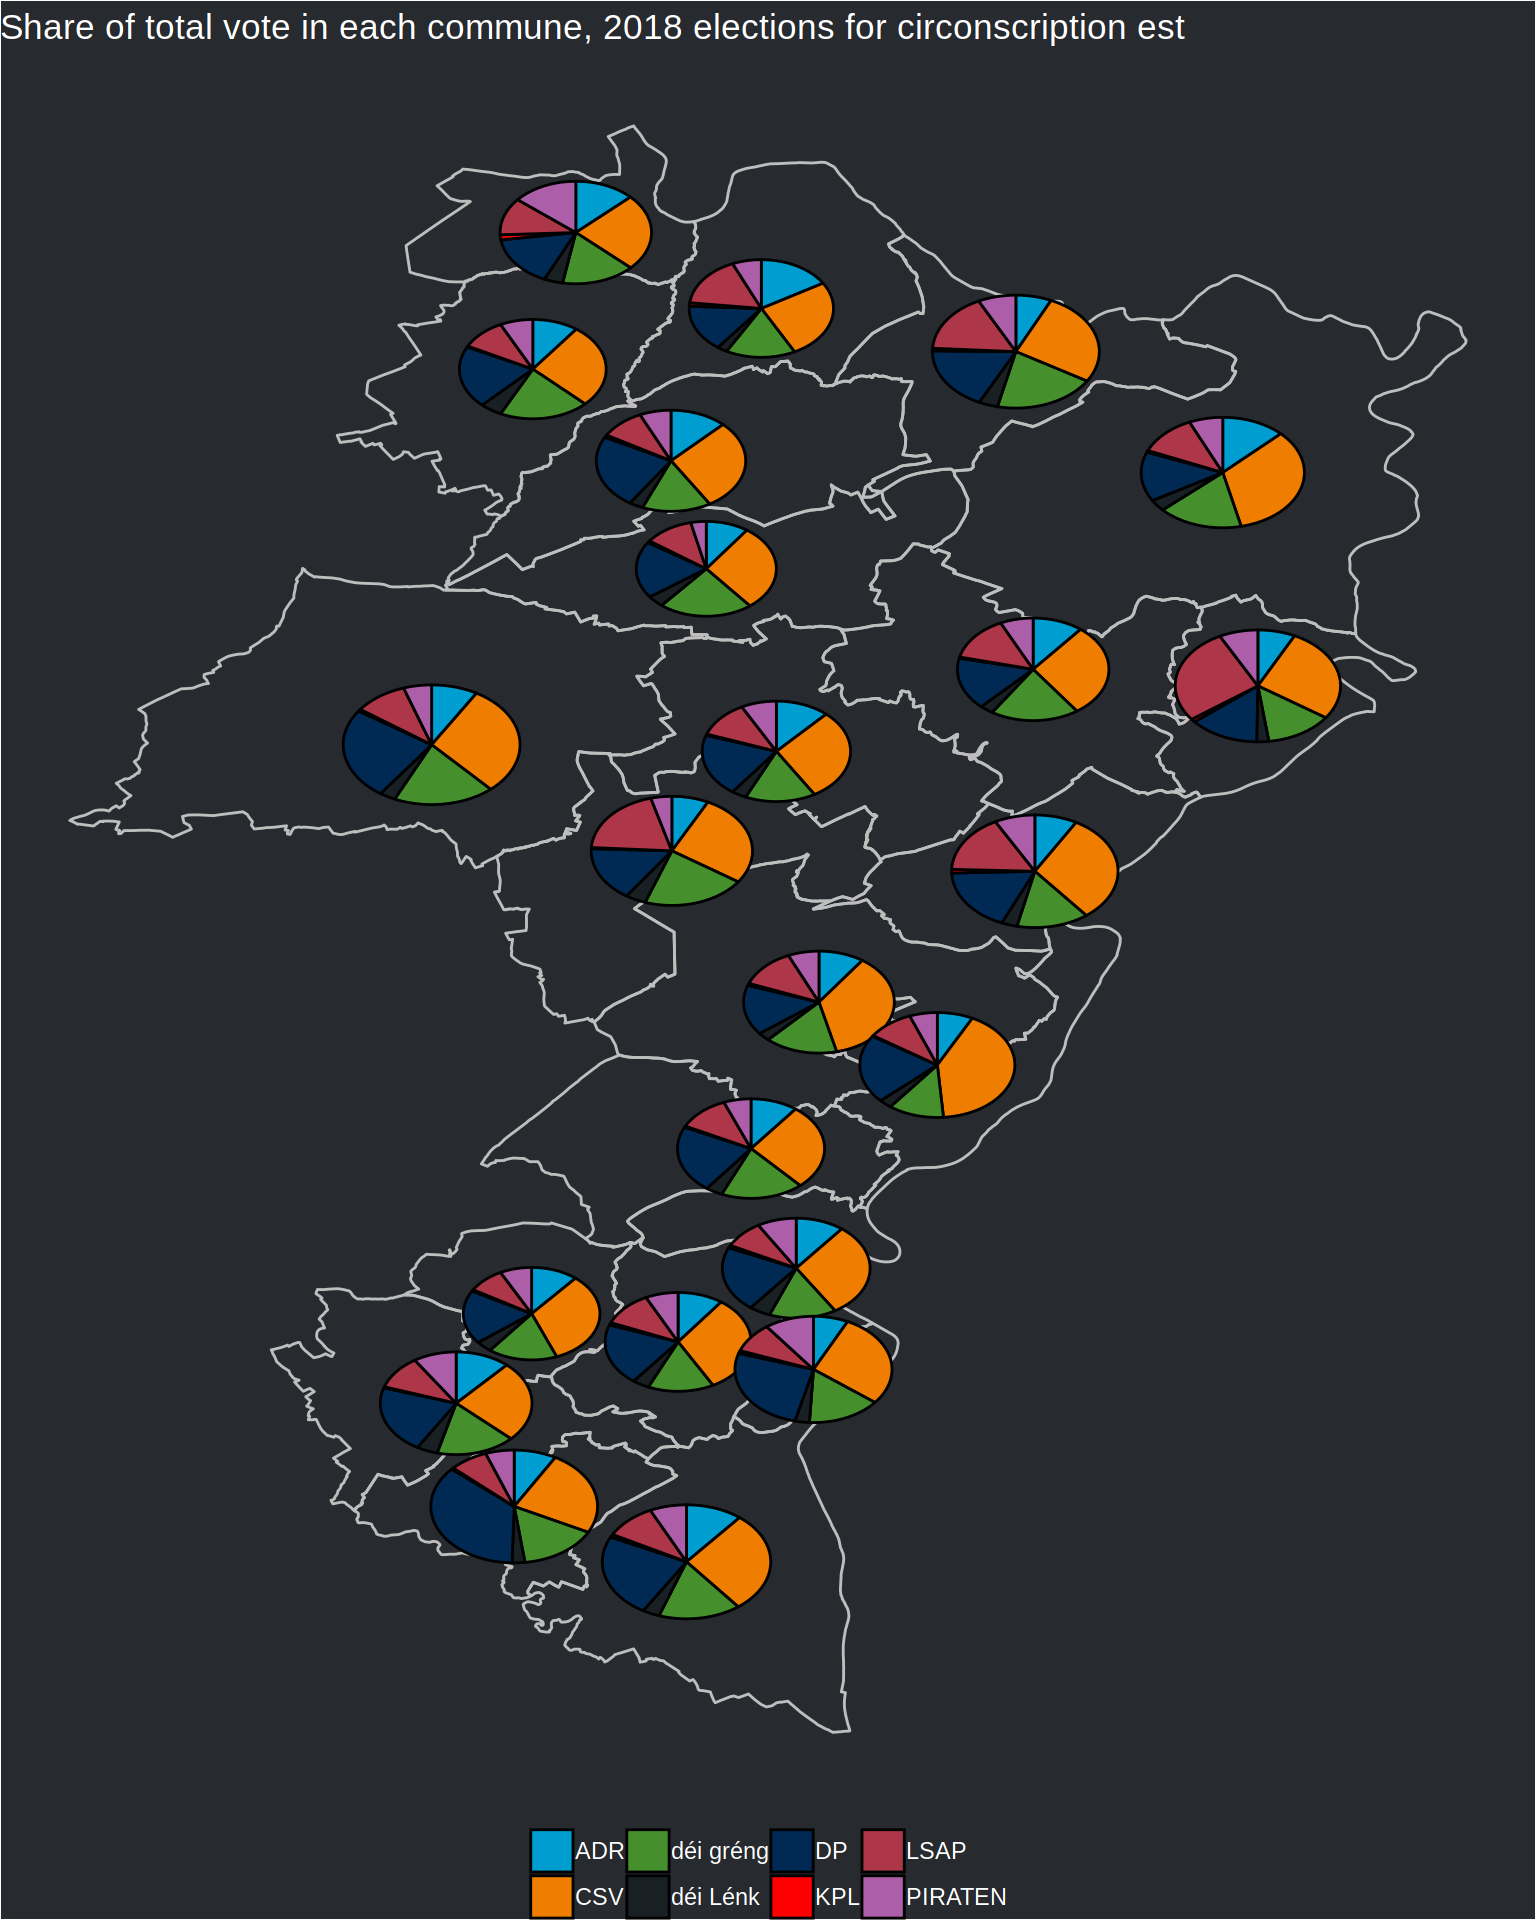 Share of total vote in each commune, 2018 elections for circonscription est
ADR déi gréng DP LSAP
CSV déi Lénk KPL PIRATEN